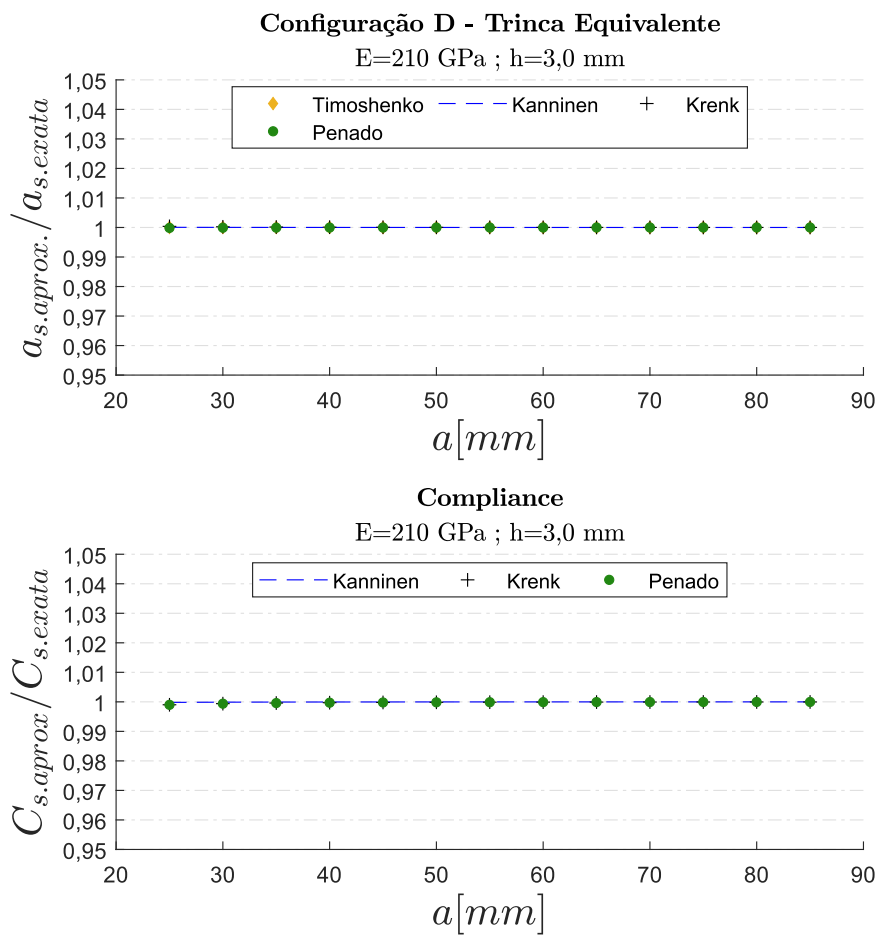 Configuração D - Trinca Equivalente
E=210 GPa ; h=3,0 mm
1,05
1,04
1,03
1,02
1,01
1
0,99
0,98
0,97
0,96
0,95
a_{s.aprox.}/a_{s.exata}
Timoshenko Kanninen Krenk
Penado
20 30 40 50 60 70 80 90
a[mm]
Compliance
E=210 GPa ; h=3,0 mm
1,05
1,04
1,03
1,02
1,01
1
0,99
0,98
0,97
0,96
0,95
C_{s.aprox}/C_{s.exata}
Kanninen Krenk Penado
20 30 40 50 60 70 80 90
a[mm]